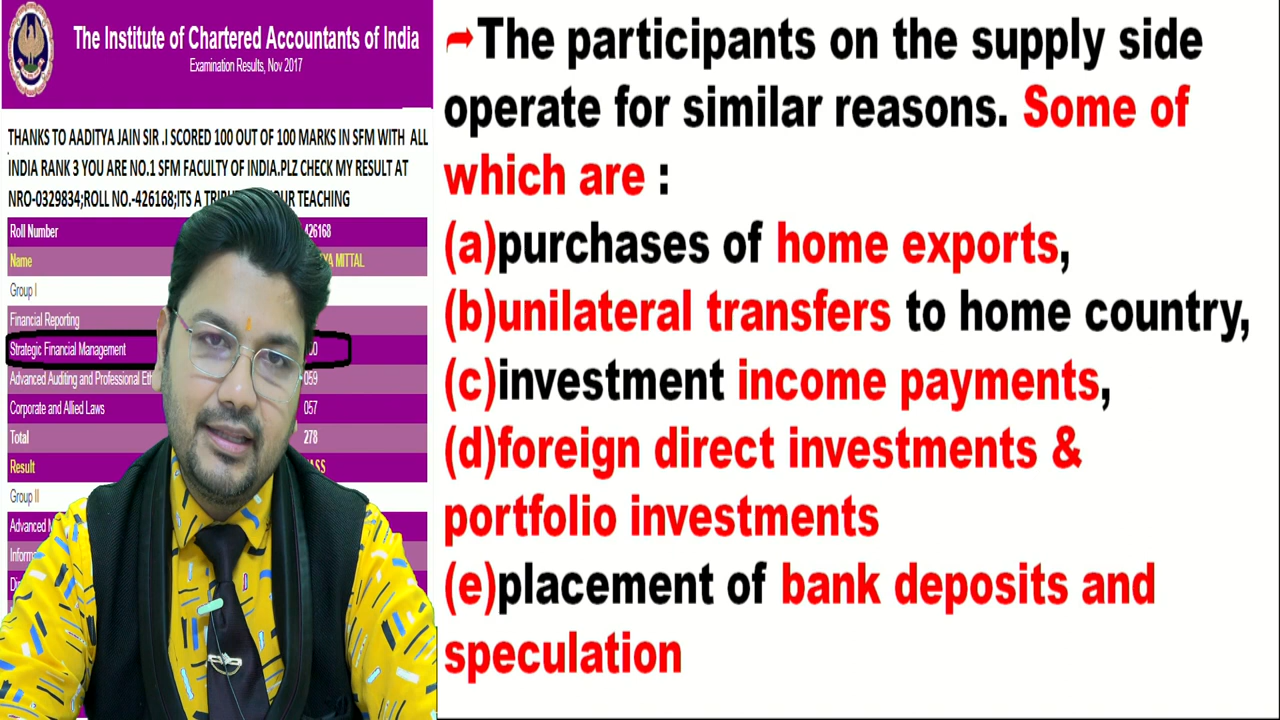 The Institute of Chartered Accountants of India
Examination Results, Nov 2017
THANKS TO AADITYA JAIN SIR .I SCORED 100 OUT OF 100 MARKS IN SFM WITH ALL
INDIA RANK 3 YOU ARE NO.1 SFM FACULTY OF INDIA.PLZ CHECK MY RESULT AT
NRO-0329834;ROLL NO.-426168;ITS A TEACHING
Roll Number 426168
Name MITTAL
Group I
Financial Reporting
Strategic Financial Management
Advanced Auditing and Professional 059
Corporate and Allied Laws 057
Total 278
Result
Group II
The participants on the supply side
operate for similar reasons. Some of
which are :
(a)purchases of home exports,
(b)unilateral transfers to home country,
(c)investment income payments,
(d)foreign direct investments &
portfolio investments
(e)placement of bank deposits and
speculation